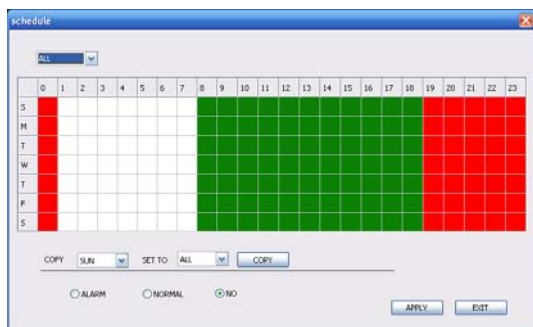 schedule
ALL
0 1 2 3 4 5 6 7 8 9 10 11 12 13 14 15 16 17 18 19 20 21 22 23
S
M
T
W
T
F
S
COPY SUN SET TO ALL COPY
ALARM NORMAL NO
APPLY EXIT